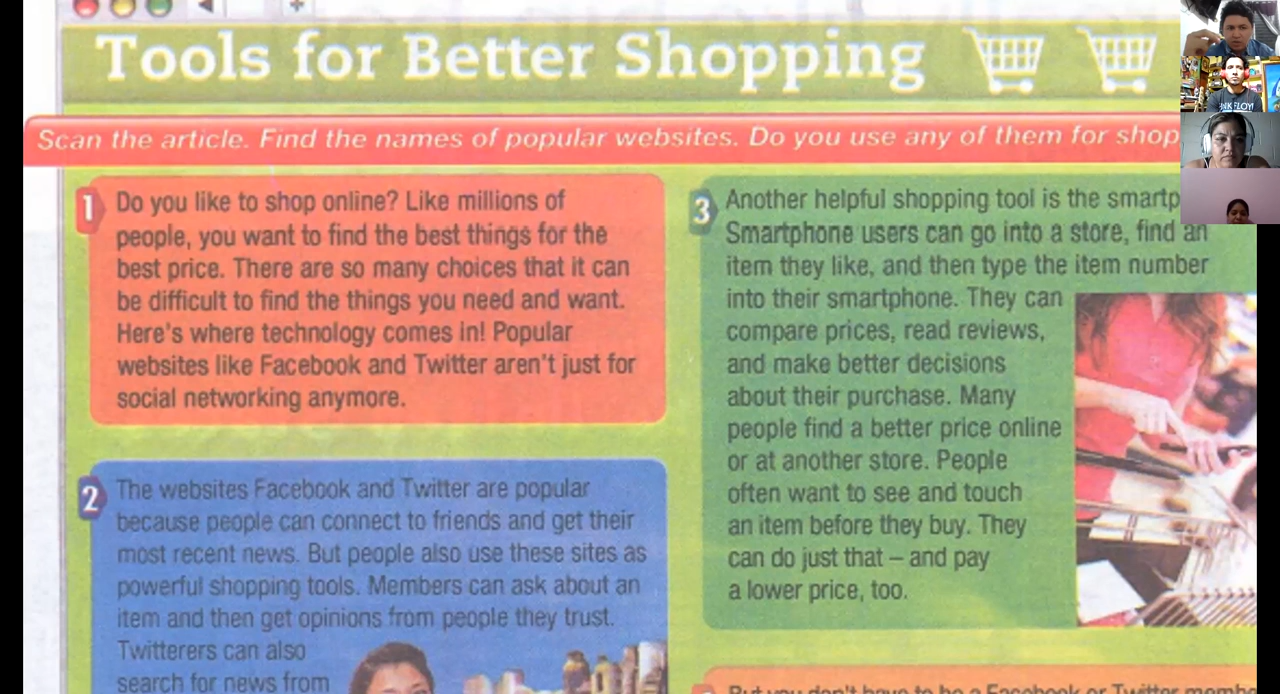 Tools for Better Shopping
Scan the article. Find the names of popular websites. Do you use any of them for shop
1
Do you like to shop online? Like millions of
people, you want to find the best things for the
best price. There are so many choices that it can
be difficult to find the things you need and want.
Here's where technology comes in! Popular
websites like Facebook and Twitter aren't just for
social networking anymore.
2
The websites Facebook and Twitter are popular
because people can connect to friends and get their
most recent news. But people also use these sites as
powerful shopping tools. Members can ask about an
item and then get opinions from people they trust.
Twitterers can also
search for news from
3
Another helpful shopping tool is the smartp
Smartphone users can go into a store, find an
item they like, and then type the item number
into their smartphone. They can
compare prices, read reviews,
and make better decisions
about their purchase. Many
people find a better price online
or at another store. People
often want to see and touch
an item before they buy. They
can do just that – and pay
a lower price, too.
But you don't have to be a Facebook or Twitter membe